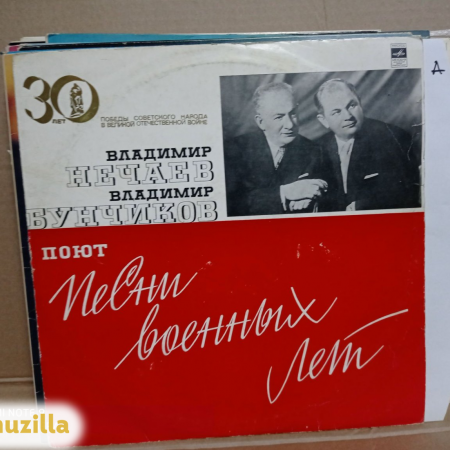 30
ЛЕТ
ПОБЕДЫ СОВЕТСКОГО НАРОДА
В ВЕЛИКОЙ ОТЕЧЕСТВЕННОЙ ВОЙНЕ
ВЛАДИМИР
НЕЧАЕВ
ВЛАДИМИР
БУНЧИКОВ
ПОЮТ
Песни
военных
лет
А